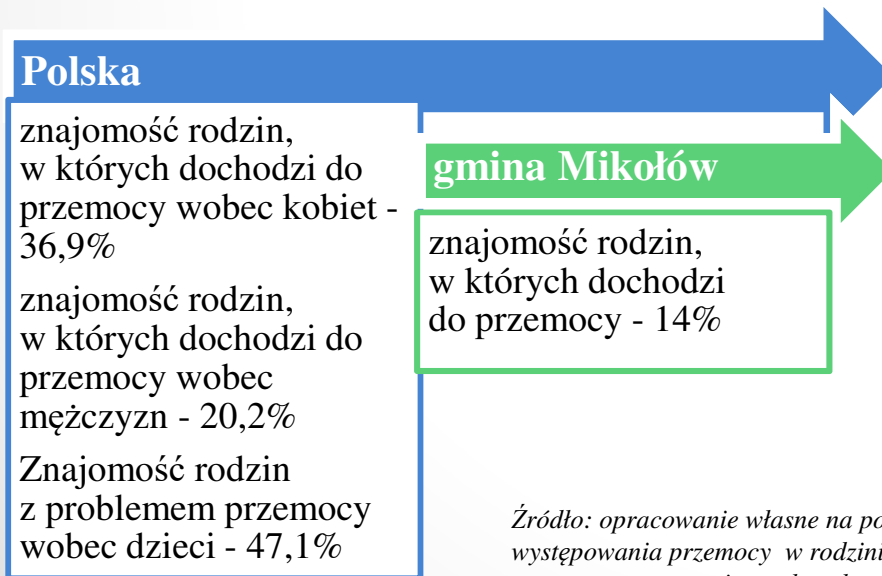 Polska
znajomość rodzin,
w których dochodzi do
przemocy wobec kobiet -
36,9%
znajomość rodzin,
w których dochodzi do
przemocy wobec
mężczyzn - 20,2%
Znajomość rodzin
z problemem przemocy
wobec dzieci - 47,1%
gmina Mikołów
znajomość rodzin,
w których dochodzi
do przemocy - 14%
Źródło: opracowanie własne na
występowania przemocy w